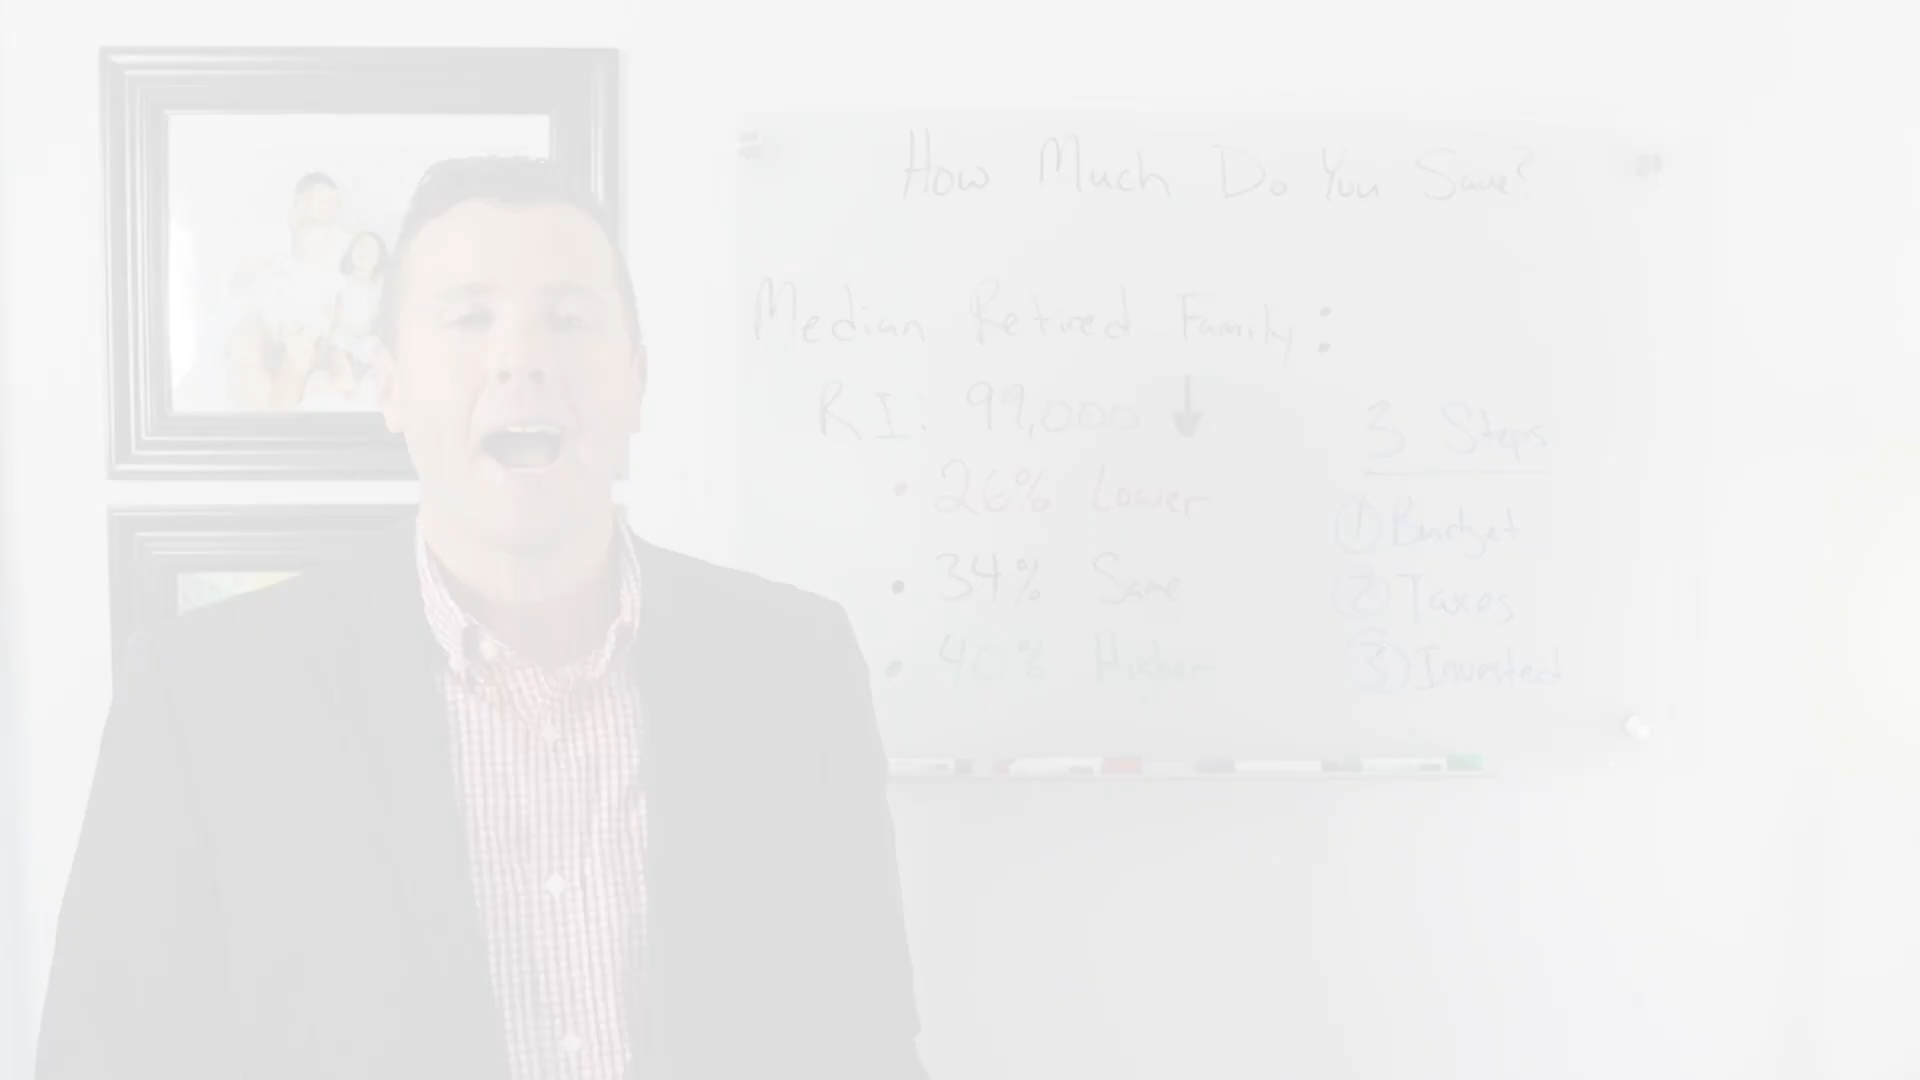 How Much Do You Save?
Median Retired Family:
RI: 99,000 ↓
• 26% Lower
• 34% Same
• 40% Higher
3 Steps
① Budget
② Taxes
③ Invested